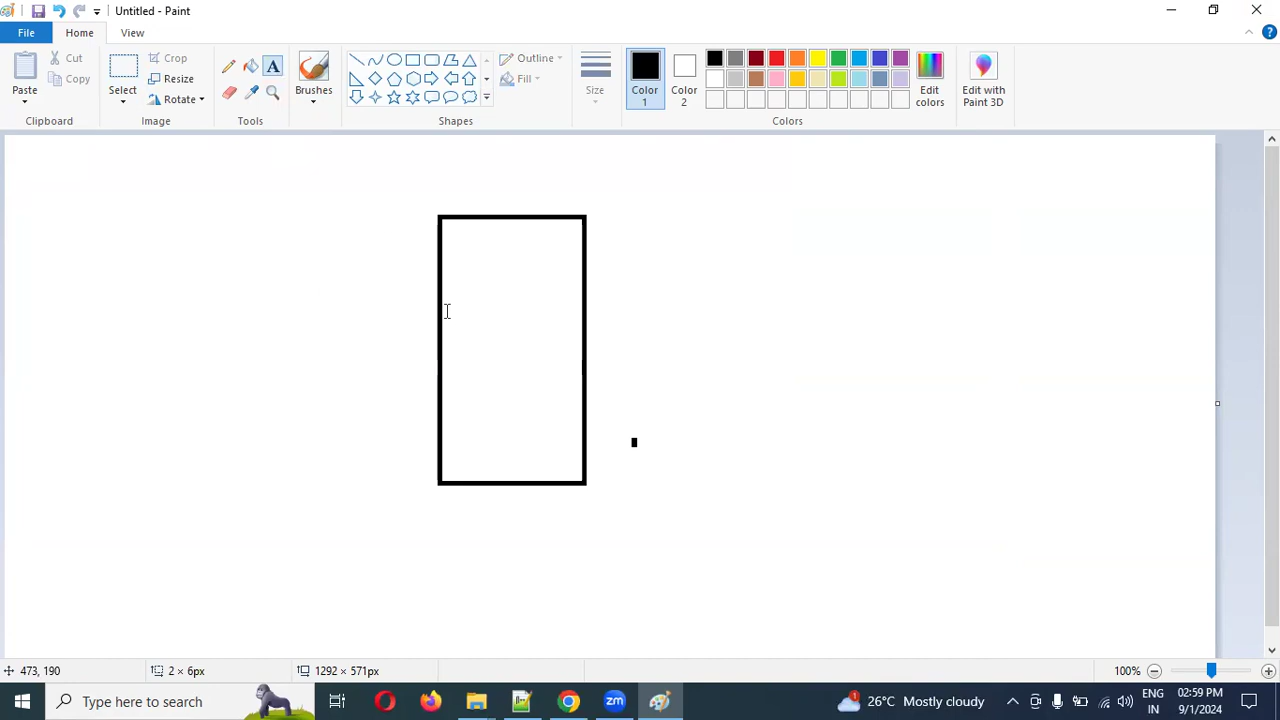 Untitled - Paint
File
Home
View
Paste
Cut
Copy
Clipboard
Select
Crop
Resize
Rotate
Image
A
Tools
Brushes
Shapes
Outline
Fill
Size
Color 1
Color 2
Edit colors
Colors
Edit with Paint 3D
473, 190
2 × 6px
1292 × 571px
100%
Type here to search
zm
1
26°C Mostly cloudy
ENG
IN
02:59 PM
9/1/2024